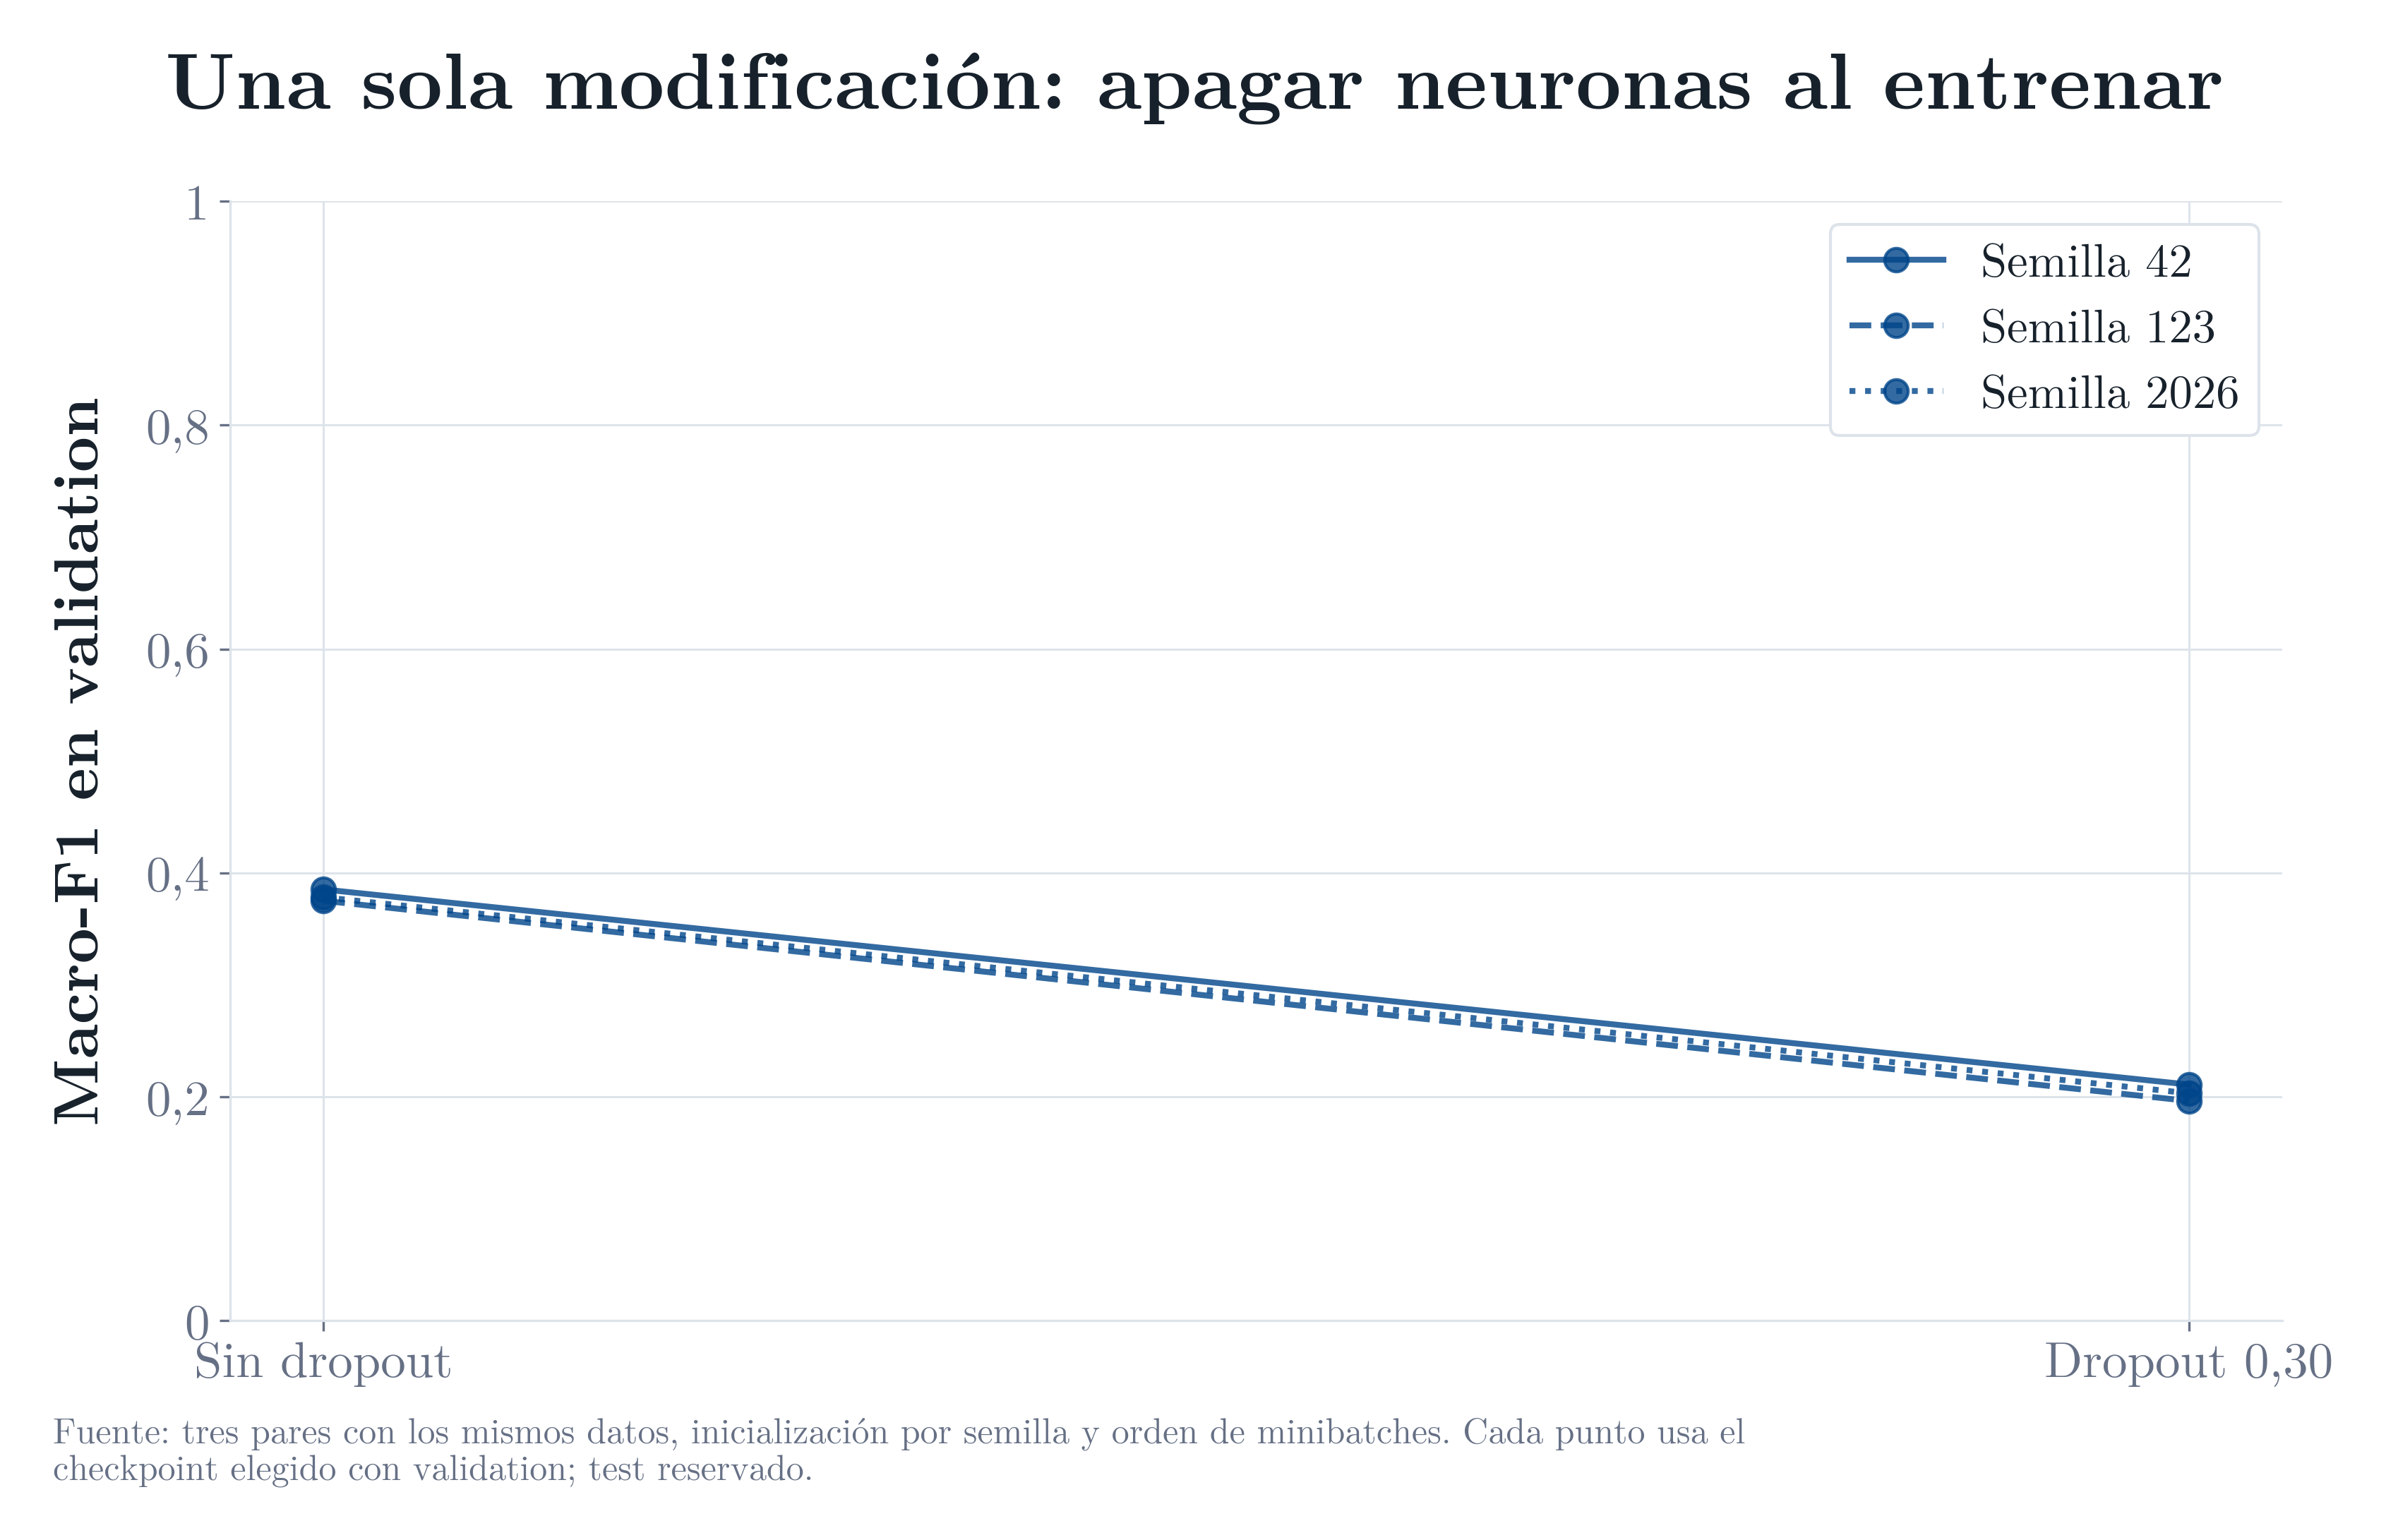 Una sola modificación: apagar neuronas al entrenar
Macro-F1 en validation
1
0,8
0,6
0,4
0,2
0
Semilla 42
Semilla 123
Semilla 2026
Sin dropout
Dropout 0,30
Fuente: tres pares con los mismos datos, inicialización por semilla y orden de minibatches. Cada punto usa el
checkpoint elegido con validation; test reservado.